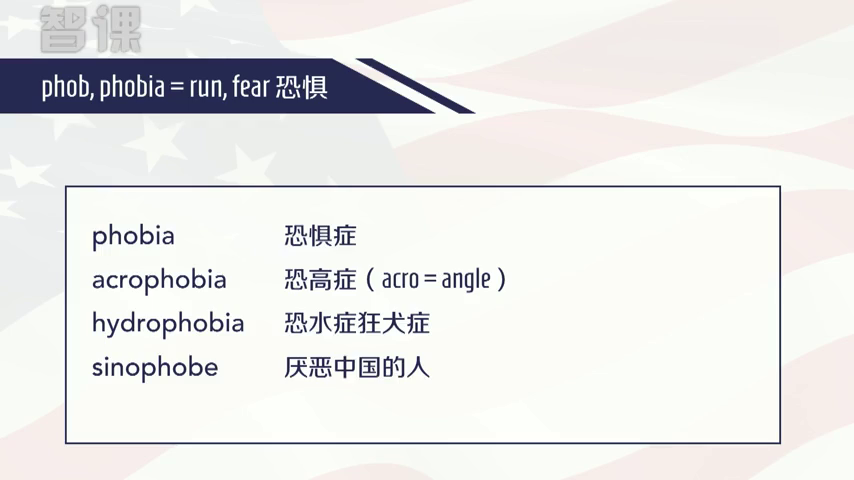 智课
phob, phobia = run, fear 恐惧
phobia 恐惧症
acrophobia 恐高症（acro = angle）
hydrophobia 恐水症狂犬症
sinophobe 厌恶中国的人